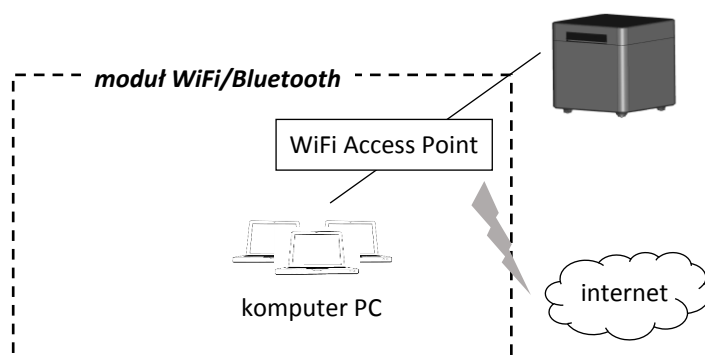 moduł WiFi/Bluetooth
WiFi Access Point
komputer PC
internet